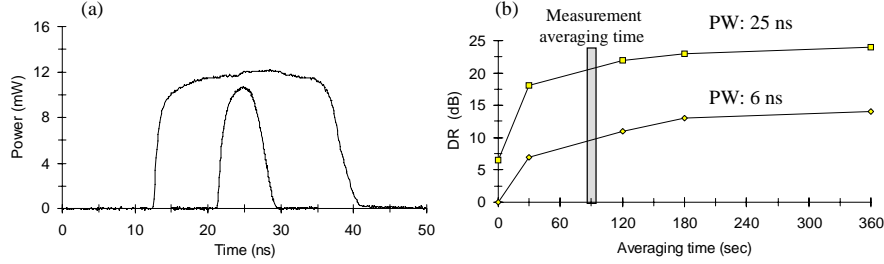 (a)
16
12
8
4
0
Power (mW)
0 10 20 30 40 50
Time (ns)
(b)
Measurement
averaging time
PW: 25 ns
PW: 6 ns
25
20
15
10
5
0
DR (dB)
0 60 120 180 240 300 360
Averaging time (sec)